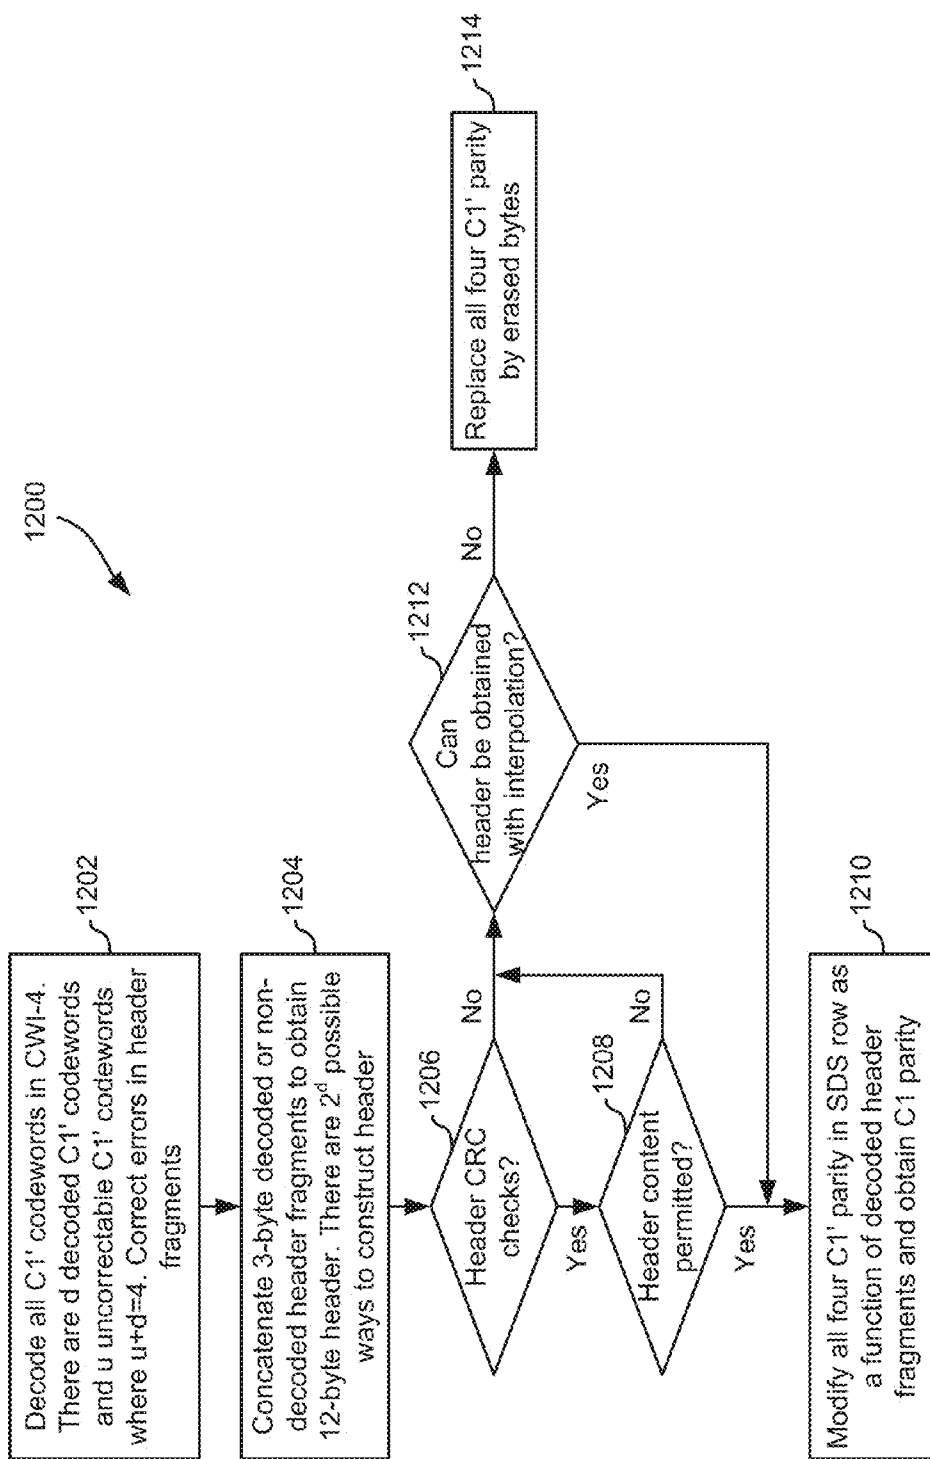 1200
Decode all C1' codewords in CWI-4.
There are d decoded C1' codewords
and u uncorrectable C1' codewords
where u+d=4. Correct errors in header
fragments
1202
Concatenate 3-byte decoded or non-
decoded header fragments to obtain
12-byte header. There are 2^d possible
ways to construct header
1204
Header CRC
checks?
1206
No
Yes
Header content
permitted?
1208
No
Yes
Can
header be obtained
with interpolation?
1212
No
Yes
Replace all four C1' parity
by erased bytes
1214
Modify all four C1' parity in SDS row as
a function of decoded header
fragments and obtain C1 parity
1210